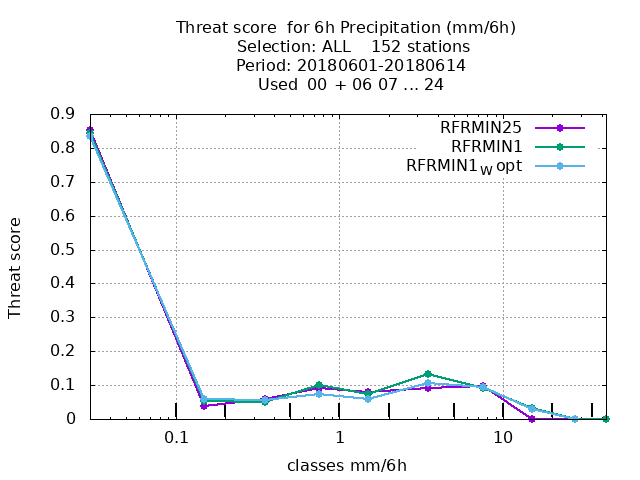 Threat score  for 6h Precipitation (mm/6h)
Selection: ALL    152 stations
Period: 20180601-20180614
Used  00  + 06 07 ... 24
RFRMIN25
RFRMIN1
RFRMIN1W opt
Threat score
0.9
0.8
0.7
0.6
0.5
0.4
0.3
0.2
0.1
0
0.1 1 10
classes mm/6h